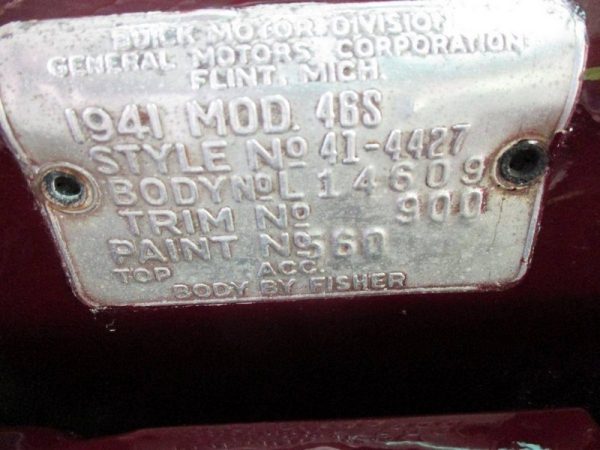 BUICK MOTOR DIVISION
GENERAL MOTORS CORPORATION
FLINT, MICH.
1941 MOD. 46S
STYLE NO 41-4427
BODY NO L 14609
TRIM NO 900
PAINT NO 560
TOP ACC.
BODY BY FISHER